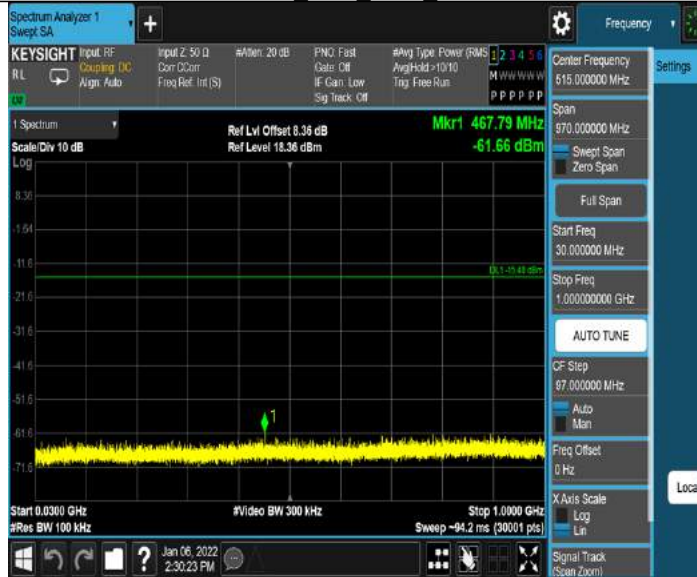 Spectrum Analyzer 1
Swept SA
+
Frequency
KEYSIGHT
RL
Input: RF
Coupling: DC
Align: Auto
Input Z: 50 Ω
Corr CCorr
Freq Ref: Int (S)
#Atten: 20 dB
PNO: Fast
Gate: Off
IF Gain: Low
Sig Track: Off
#Avg Type: Power (RMS
Avg|Hold:>10/10
Trig: Free Run
1 2 3 4 5 6
M W W W W W
P P P P P P
Center Frequency
515.000000 MHz
Settings
Span
970.000000 MHz
Swept Span
Zero Span
Full Span
Start Freq
30.000000 MHz
Stop Freq
1.000000000 GHz
AUTO TUNE
CF Step
97.000000 MHz
Auto
Man
Freq Offset
0 Hz
X Axis Scale
Log
Lin
Signal Track
(Span Zoom)
Loca
1 Spectrum
Scale/Div 10 dB
Log
Ref Lvl Offset 8.36 dB
Ref Level 18.36 dBm
Mkr1 467.79 MHz
-61.66 dBm
8.36
-1.64
-11.6
-21.6
-31.6
-41.6
-51.6
-61.6
-71.6
1
Start 0.0300 GHz
#Res BW 100 kHz
#Video BW 300 kHz
Stop 1.0000 GHz
Sweep ~94.2 ms (30001 pts)
?
Jan 06, 2022
2:30:23 PM